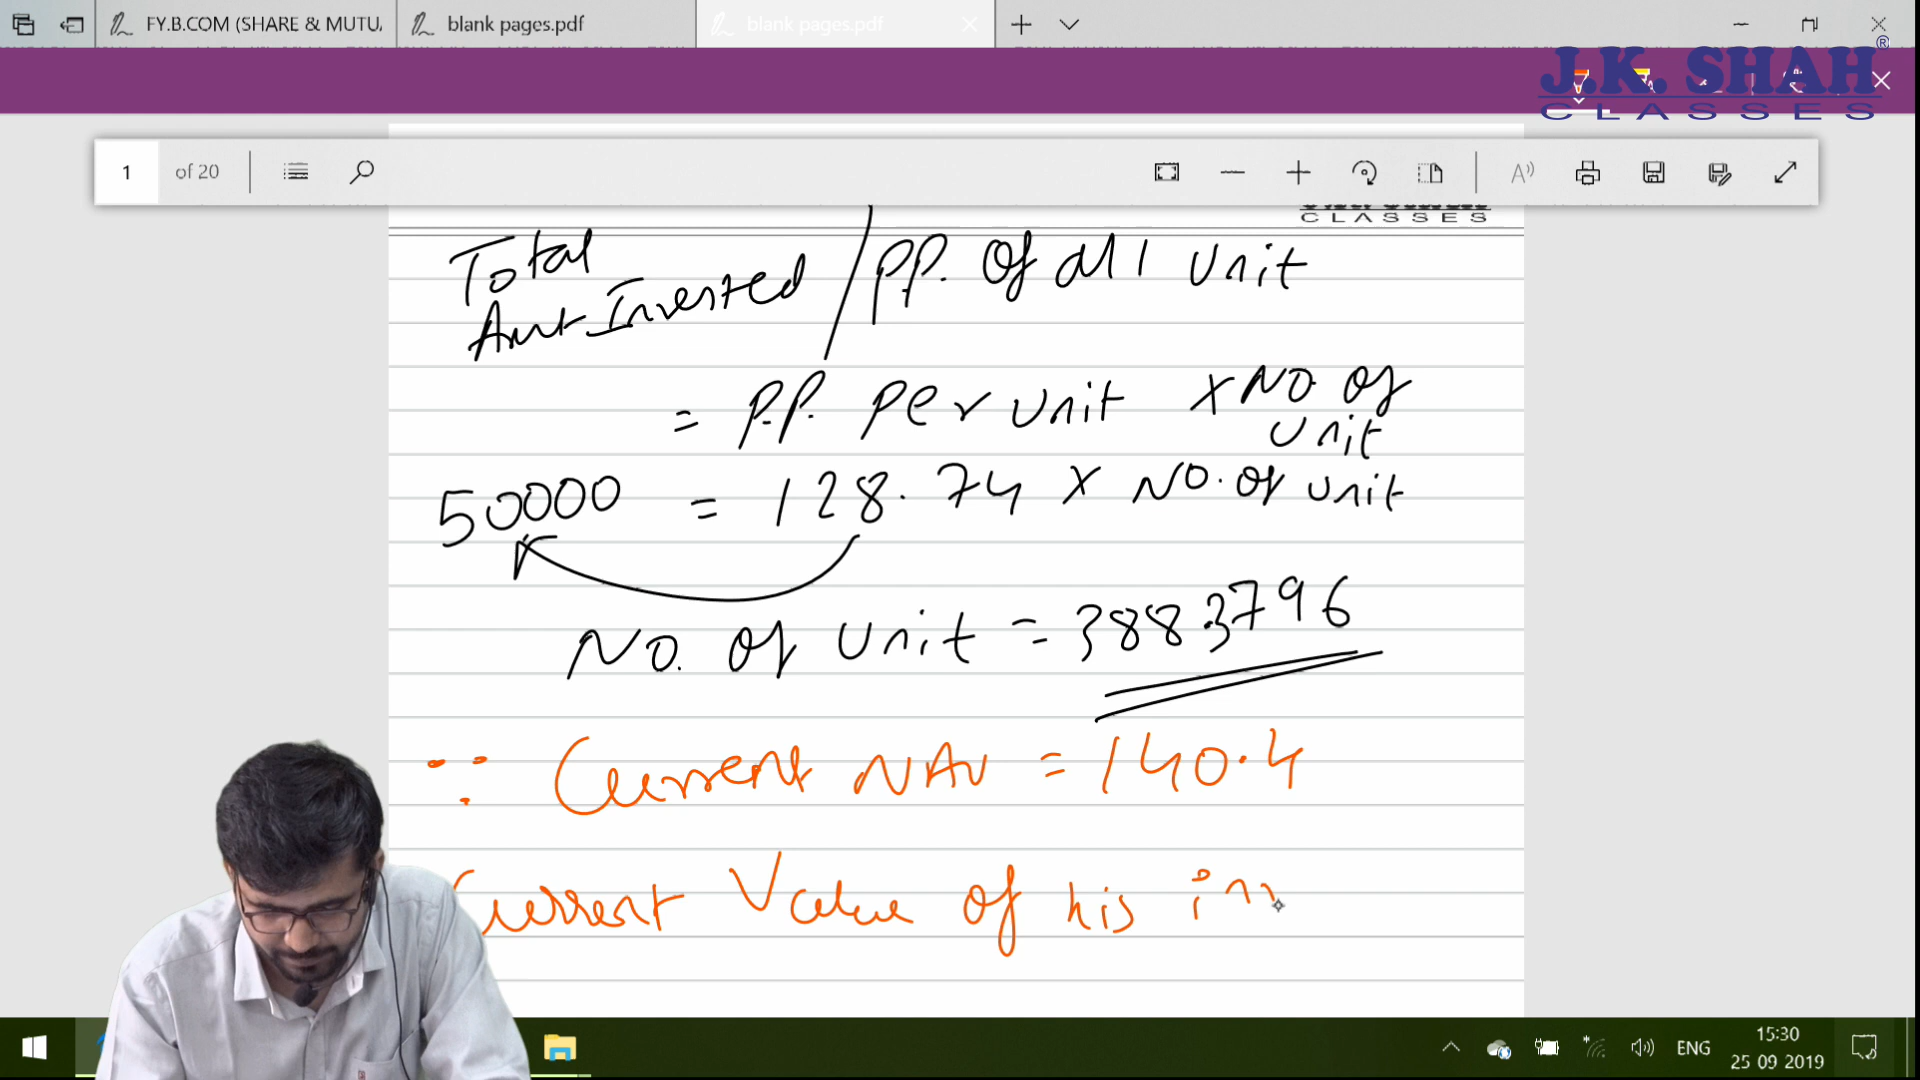 FY.B.COM (SHARE & MUTU
blank pages.pdf
blank pages.pdf
J.K. SHAH®
CLASSES
1 of 20
CLASSES
Total
Amt Invested / P.P. Of All Unit
= P.P. Per Unit X No. Of
Unit
50000 = 128.74 X No. Of Unit
No. Of Unit = 388.3796
∵ Current NAV = 140.4
Current Value of his inv
ENG
15:30
25 09 2019